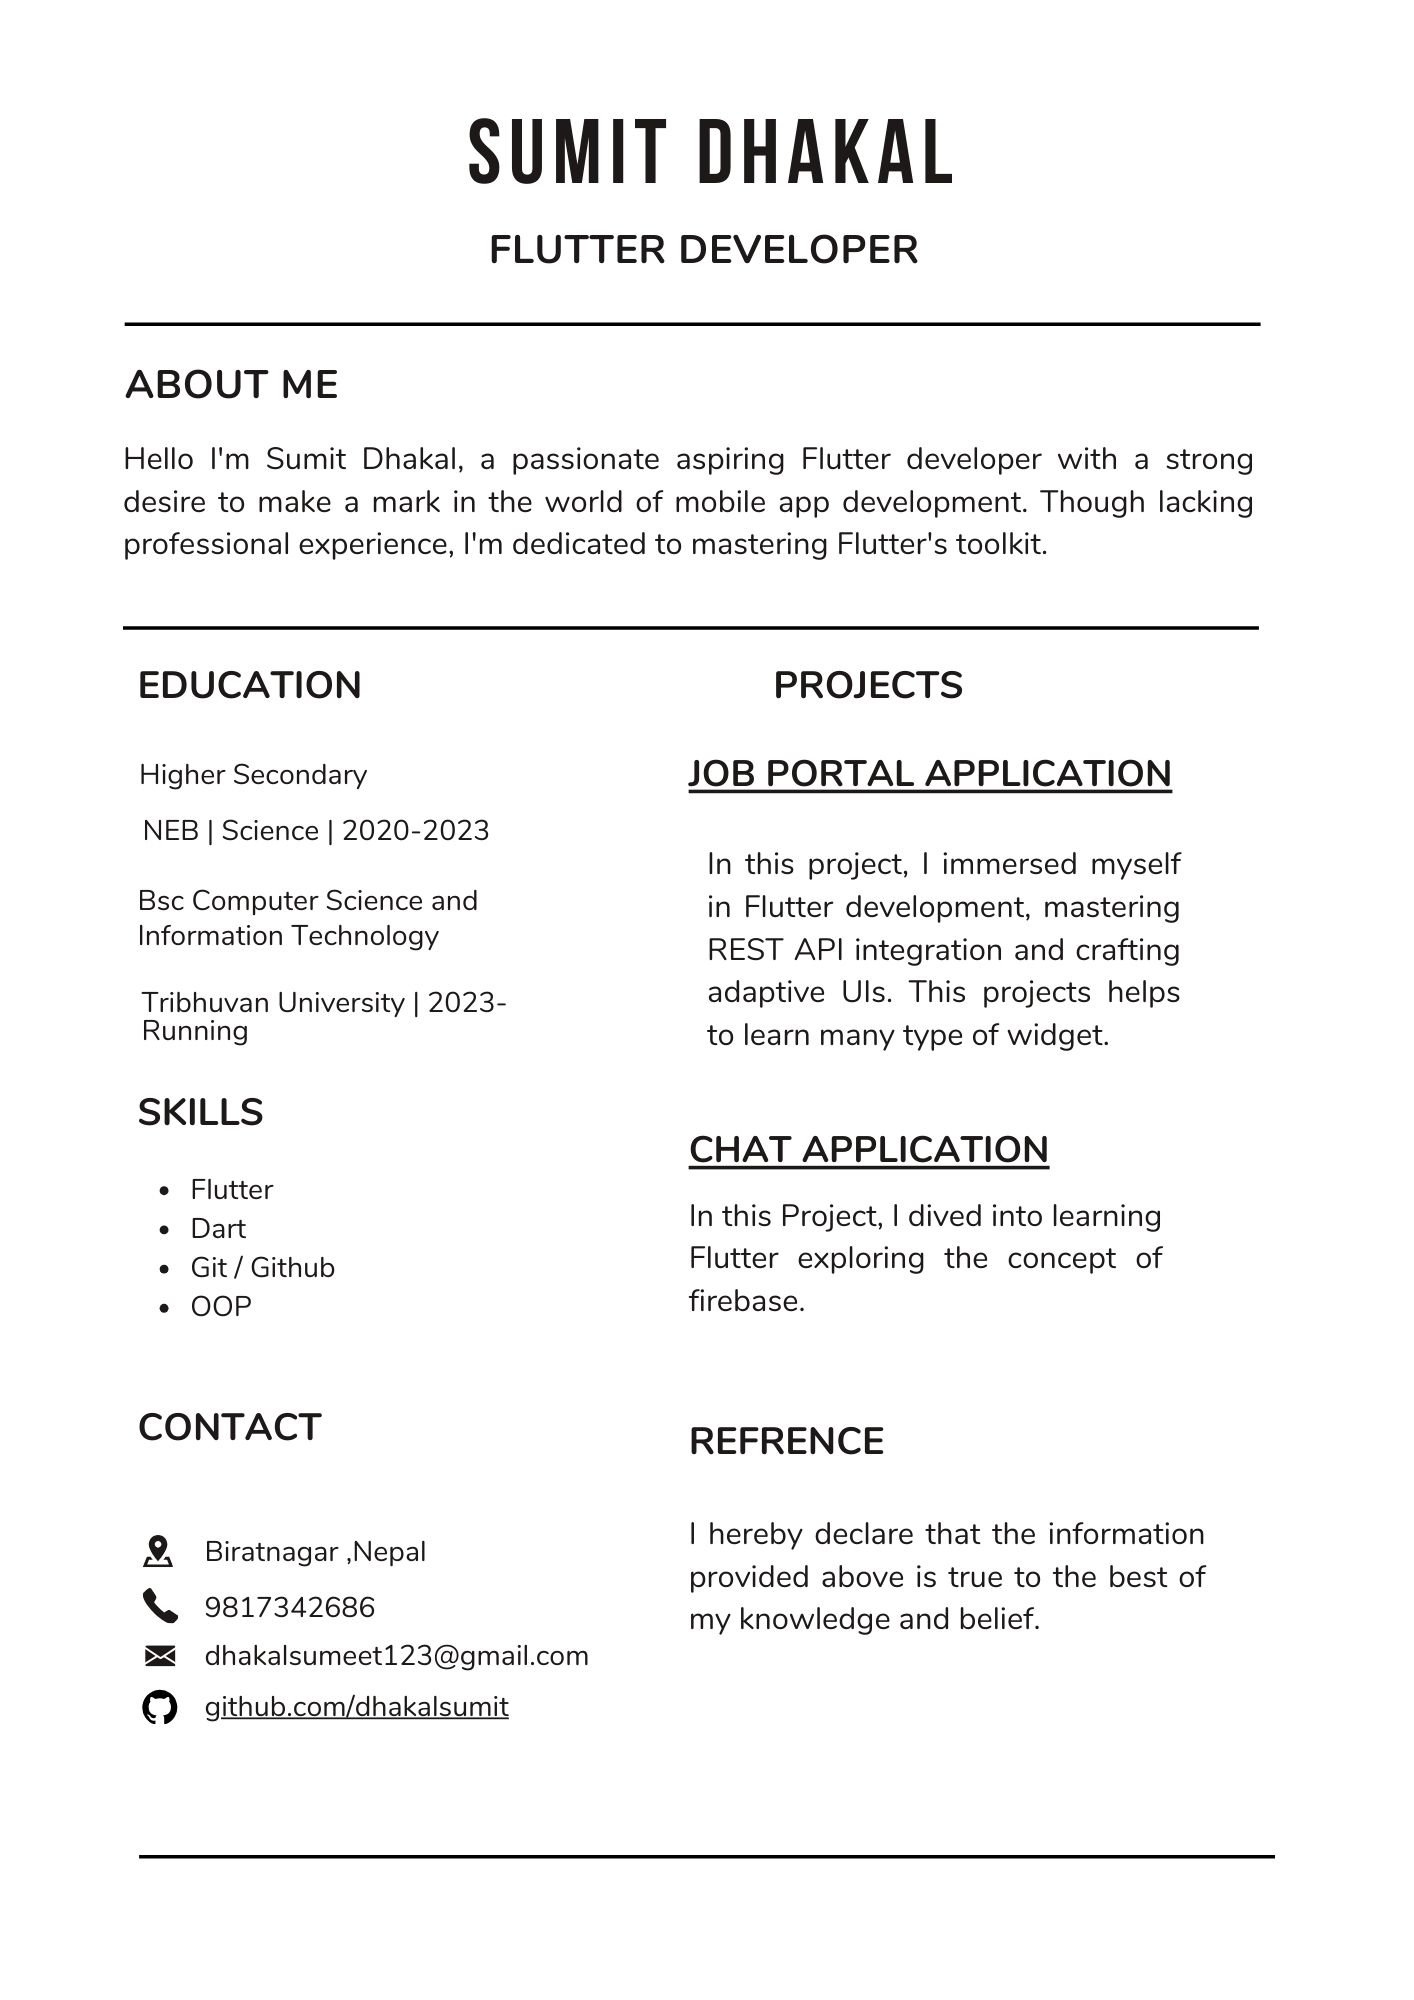 SUMIT DHAKAL
FLUTTER DEVELOPER
ABOUT ME
Hello I'm Sumit Dhakal, a passionate aspiring Flutter developer with a strong
desire to make a mark in the world of mobile app development. Though lacking
professional experience, I'm dedicated to mastering Flutter's toolkit.
EDUCATION
Higher Secondary
NEB | Science | 2020-2023
Bsc Computer Science and
Information Technology
Tribhuvan University | 2023-
Running
SKILLS
• Flutter
• Dart
• Git / Github
• OOP
CONTACT
Biratnagar ,Nepal
9817342686
dhakalsumeet123@gmail.com
github.com/dhakalsumit
PROJECTS
JOB PORTAL APPLICATION
In this project, I immersed myself
in Flutter development, mastering
REST API integration and crafting
adaptive UIs. This projects helps
to learn many type of widget.
CHAT APPLICATION
In this Project, I dived into learning
Flutter exploring the concept of
firebase.
REFRENCE
I hereby declare that the information
provided above is true to the best of
my knowledge and belief.